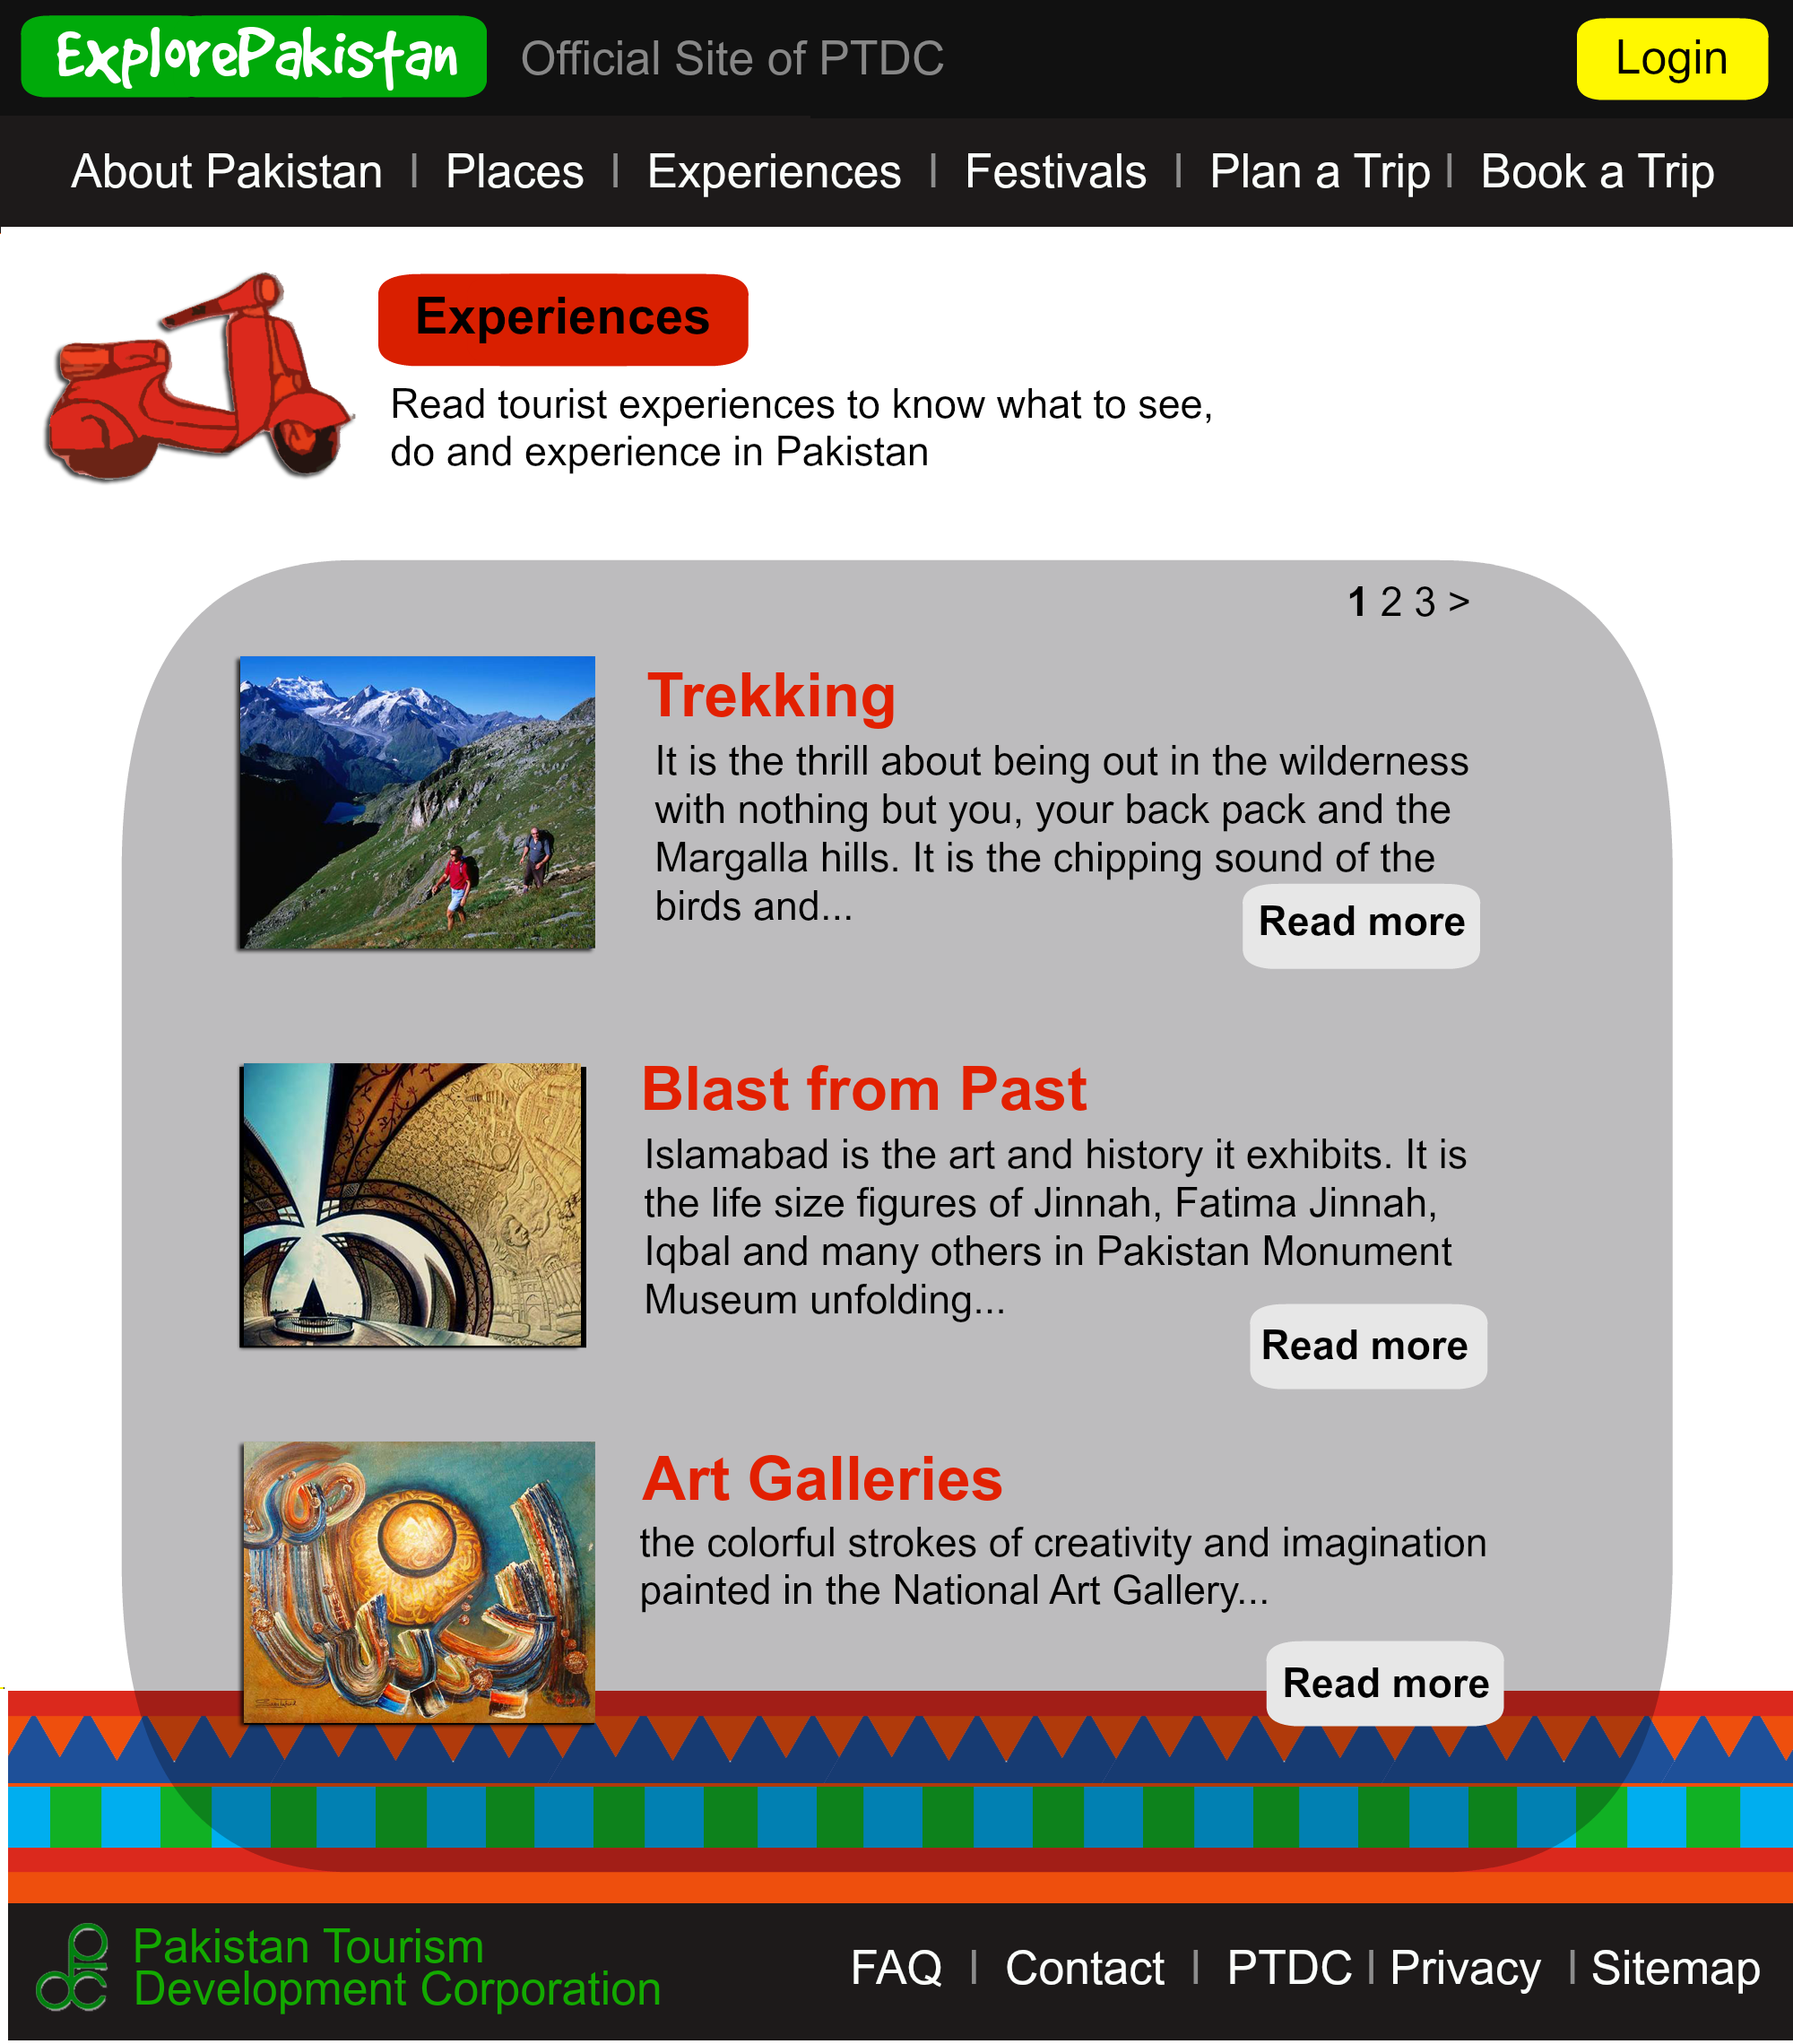 ExplorePakistan Official Site of PTDC Login
About Pakistan | Places | Experiences | Festivals | Plan a Trip | Book a Trip
Experiences
Read tourist experiences to know what to see,
do and experience in Pakistan
1 2 3 >
Trekking
It is the thrill about being out in the wilderness
with nothing but you, your back pack and the
Margalla hills. It is the chipping sound of the
birds and...
Read more
Blast from Past
Islamabad is the art and history it exhibits. It is
the life size figures of Jinnah, Fatima Jinnah,
Iqbal and many others in Pakistan Monument
Museum unfolding...
Read more
Art Galleries
the colorful strokes of creativity and imagination
painted in the National Art Gallery...
Read more
Pakistan Tourism
Development Corporation
FAQ | Contact | PTDC | Privacy | Sitemap